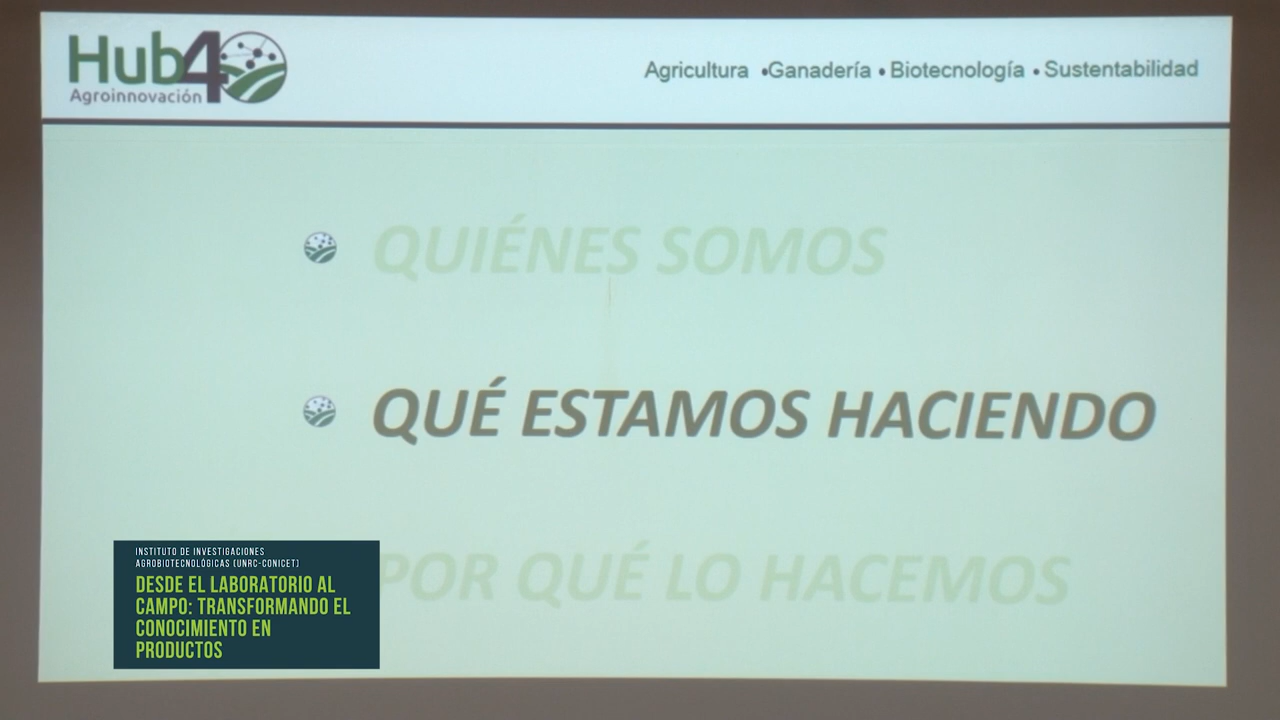 Hub4.0
Agroinnovación
Agricultura •Ganadería • Biotecnología • Sustentabilidad
QUIÉNES SOMOS
QUÉ ESTAMOS HACIENDO
POR QUÉ LO HACEMOS
INSTITUTO DE INVESTIGACIONES
AGROBIOTECNOLÓGICAS (UNRC-CONICET)
DESDE EL LABORATORIO AL
CAMPO: TRANSFORMANDO EL
CONOCIMIENTO EN
PRODUCTOS